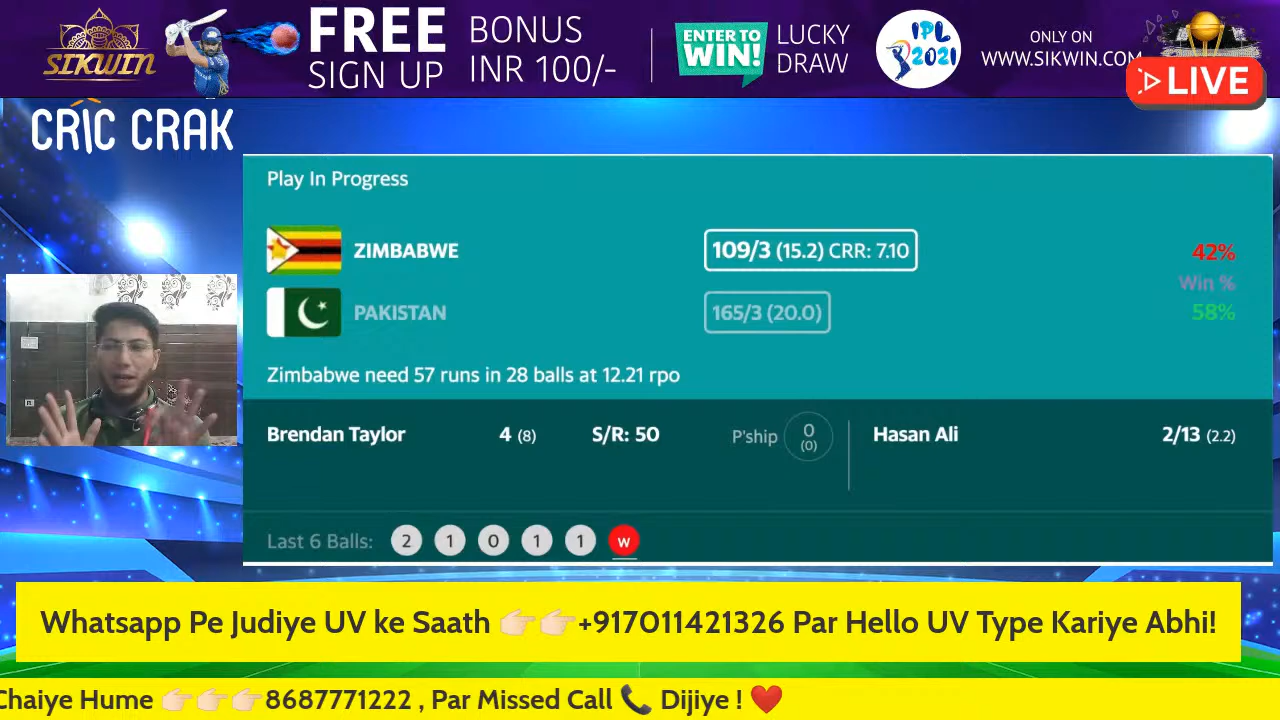 SIKWIN
FREE
SIGN UP
BONUS
INR 100/-
ENTER TO
WIN!
LUCKY
DRAW
IPL
2021
ONLY ON
WWW.SIKWIN.COM
LIVE
CRIC CRAK
Play In Progress
ZIMBABWE 109/3 (15.2) CRR: 7.10 42%
Win %
PAKISTAN 165/3 (20.0) 58%
Zimbabwe need 57 runs in 28 balls at 12.21 rpo
Brendan Taylor 4 (8) S/R: 50 P'ship 0 (0) Hasan Ali 2/13 (2.2)
Last 6 Balls: 2 1 0 1 1 w
Whatsapp Pe Judiye UV ke Saath 👉🏻👉🏻+917011421326 Par Hello UV Type Kariye Abhi!
Chaiye Hume 👉🏻👉🏻👉🏻8687771222 , Par Missed Call 📞 Dijiye ! ❤️